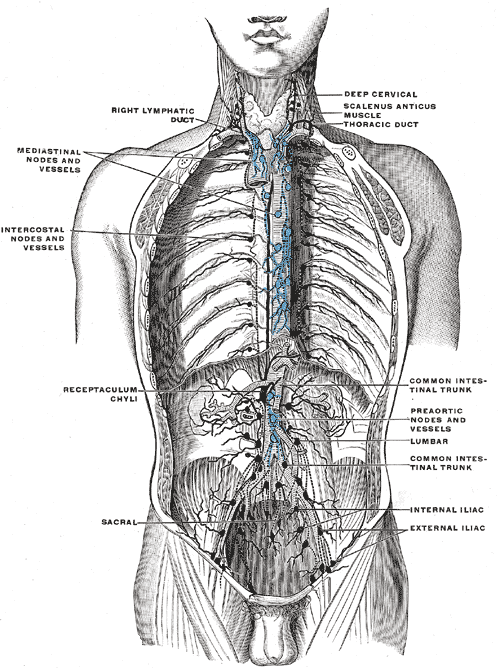 DEEP CERVICAL
SCALENUS ANTICUS
MUSCLE
THORACIC DUCT
RIGHT LYMPHATIC
DUCT
MEDIASTINAL
NODES AND
VESSELS
INTERCOSTAL
NODES AND
VESSELS
RECEPTACULUM
CHYLI
COMMON INTES-
TINAL TRUNK
PREAORTIC
NODES AND
VESSELS
LUMBAR
COMMON INTES-
TINAL TRUNK
SACRAL
INTERNAL ILIAC
EXTERNAL ILIAC